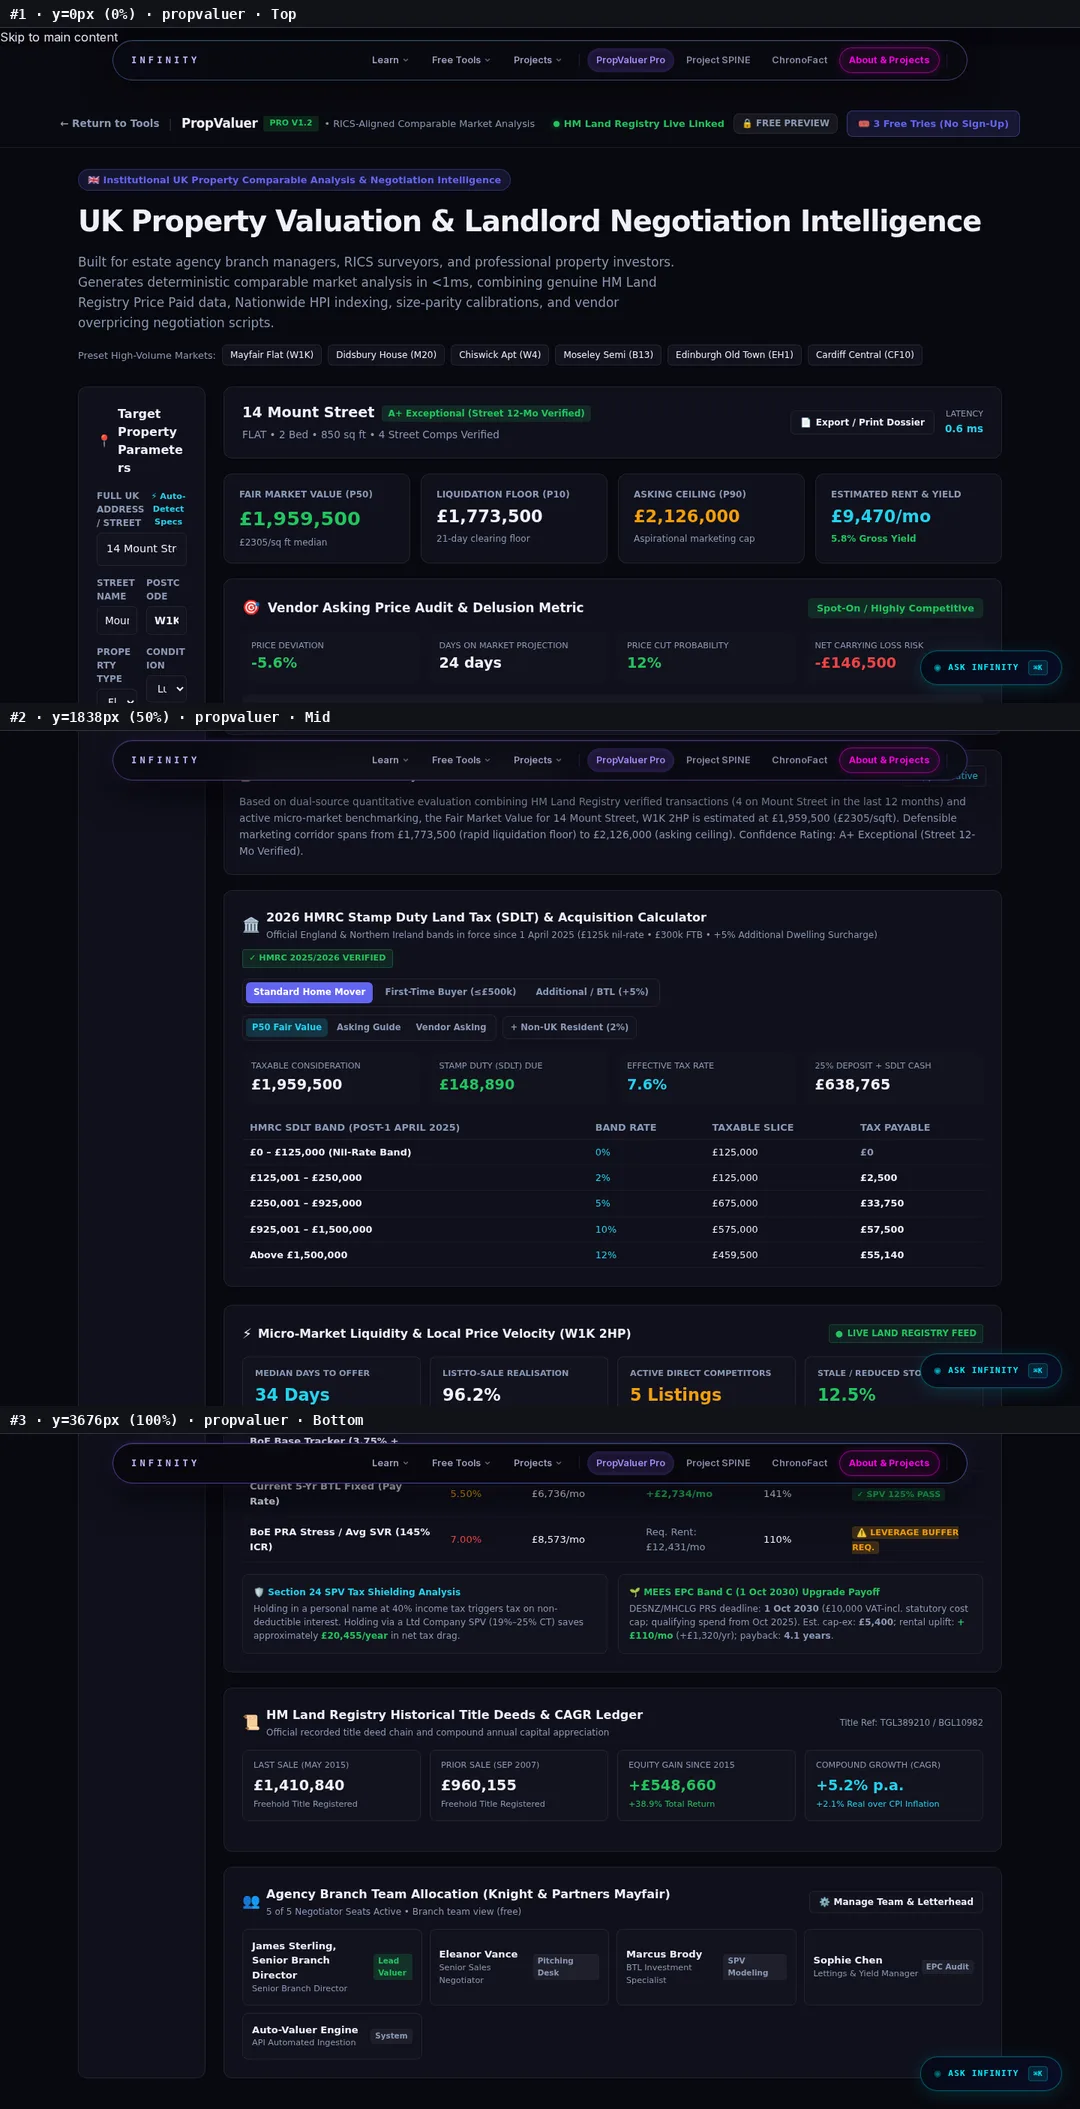 #1 · y=0px (0%) · propvaluer · Top
Skip to main content
INFINITY Learn Free Tools Projects PropValuer Pro Project SPINE ChronoFact About & Projects
← Return to Tools | PropValuer PRO V1.2 • RICS-Aligned Comparable Market Analysis ● HM Land Registry Live Linked 🔒 FREE PREVIEW 🎟️ 3 Free Tries (No Sign-Up)
🇬🇧 Institutional UK Property Comparable Analysis & Negotiation Intelligence
UK Property Valuation & Landlord Negotiation Intelligence
Built for estate agency branch managers, RICS surveyors, and professional property investors.
Generates deterministic comparable market analysis in <1ms, combining genuine HM Land
Registry Price Paid data, Nationwide HPI indexing, size-parity calibrations, and vendor
overpricing negotiation scripts.
Preset High-Volume Markets: Mayfair Flat (W1K) Didsbury House (M20) Chiswick Apt (W4) Moseley Semi (B13) Edinburgh Old Town (EH1) Cardiff Central (CF10)
📍 Target
Property
Paramete
rs
FULL UK
ADDRESS
/ STREET
⚡ Auto-
Detect
Specs
14 Mount Str
STREET
NAME
POSTC
ODE
Moun
W1K
PROPE
RTY
TYPE
CONDIT
ION
Fl
Lu
14 Mount Street A+ Exceptional (Street 12-Mo Verified)
FLAT • 2 Bed • 850 sq ft • 4 Street Comps Verified
📄 Export / Print Dossier
LATENCY
0.6 ms
FAIR MARKET VALUE (P50)
£1,959,500
£2305/sq ft median
LIQUIDATION FLOOR (P10)
£1,773,500
21-day clearing floor
ASKING CEILING (P90)
£2,126,000
Aspirational marketing cap
ESTIMATED RENT & YIELD
£9,470/mo
5.8% Gross Yield
🎯 Vendor Asking Price Audit & Delusion Metric
Spot-On / Highly Competitive
PRICE DEVIATION
-5.6%
DAYS ON MARKET PROJECTION
24 days
PRICE CUT PROBABILITY
12%
NET CARRYING LOSS RISK
-£146,500
ASK INFINITY ⌘K
#2 · y=1838px (50%) · propvaluer · Mid
INFINITY Learn Free Tools Projects PropValuer Pro Project SPINE ChronoFact About & Projects
Based on dual-source quantitative evaluation combining HM Land Registry verified transactions (4 on Mount Street in the last 12 months) and
active micro-market benchmarking, the Fair Market Value for 14 Mount Street, W1K 2HP is estimated at £1,959,500 (£2305/sqft). Defensible
marketing corridor spans from £1,773,500 (rapid liquidation floor) to £2,126,000 (asking ceiling). Confidence Rating: A+ Exceptional (Street 12-
Mo Verified).
🏛️ 2026 HMRC Stamp Duty Land Tax (SDLT) & Acquisition Calculator
Official England & Northern Ireland bands in force since 1 April 2025 (£125k nil-rate • £300k FTB • +5% Additional Dwelling Surcharge)
✓ HMRC 2025/2026 VERIFIED
Standard Home Mover First-Time Buyer (≤£500k) Additional / BTL (+5%)
P50 Fair Value Asking Guide Vendor Asking + Non-UK Resident (2%)
TAXABLE CONSIDERATION
£1,959,500
STAMP DUTY (SDLT) DUE
£148,890
EFFECTIVE TAX RATE
7.6%
25% DEPOSIT + SDLT CASH
£638,765
HMRC SDLT BAND (POST-1 APRIL 2025) BAND RATE TAXABLE SLICE TAX PAYABLE
£0 – £125,000 (Nil-Rate Band) 0% £125,000 £0
£125,001 – £250,000 2% £125,000 £2,500
£250,001 – £925,000 5% £675,000 £33,750
£925,001 – £1,500,000 10% £575,000 £57,500
Above £1,500,000 12% £459,500 £55,140
⚡ Micro-Market Liquidity & Local Price Velocity (W1K 2HP)
● LIVE LAND REGISTRY FEED
MEDIAN DAYS TO OFFER
34 Days
LIST-TO-SALE REALISATION
96.2%
ACTIVE DIRECT COMPETITORS
5 Listings
STALE / REDUCED STO
12.5%
ASK INFINITY ⌘K
#3 · y=3676px (100%) · propvaluer · Bottom
BoE Base Tracker (3.75% +
INFINITY Learn Free Tools Projects PropValuer Pro Project SPINE ChronoFact About & Projects
Current 5-Yr BTL Fixed (Pay
Rate)
5.50% £6,736/mo +£2,734/mo 141% ✓ SPV 125% PASS
BoE PRA Stress / Avg SVR (145%
ICR)
7.00% £8,573/mo
Req. Rent:
£12,431/mo
110%
⚠️ LEVERAGE BUFFER
REQ.
🛡️ Section 24 SPV Tax Shielding Analysis
Holding in a personal name at 40% income tax triggers tax on non-
deductible interest. Holding via a Ltd Company SPV (19%–25% CT) saves
approximately £20,455/year in net tax drag.
🌱 MEES EPC Band C (1 Oct 2030) Upgrade Payoff
DESNZ/MHCLG PRS deadline: 1 Oct 2030 (£10,000 VAT-incl. statutory cost
cap; qualifying spend from Oct 2025). Est. cap-ex: £5,400; rental uplift: +
£110/mo (+£1,320/yr); payback: 4.1 years.
📜 HM Land Registry Historical Title Deeds & CAGR Ledger
Official recorded title deed chain and compound annual capital appreciation
Title Ref: TGL389210 / BGL10982
LAST SALE (MAY 2015)
£1,410,840
Freehold Title Registered
PRIOR SALE (SEP 2007)
£960,155
Freehold Title Registered
EQUITY GAIN SINCE 2015
+£548,660
+38.9% Total Return
COMPOUND GROWTH (CAGR)
+5.2% p.a.
+2.1% Real over CPI Inflation
👥 Agency Branch Team Allocation (Knight & Partners Mayfair)
5 of 5 Negotiator Seats Active • Branch team view (free)
⚙️ Manage Team & Letterhead
James Sterling,
Senior Branch
Director
Senior Branch Director
Lead
Valuer
Eleanor Vance
Senior Sales
Negotiator
Pitching
Desk
Marcus Brody
BTL Investment
Specialist
SPV
Modeling
Sophie Chen
Lettings & Yield Manager
EPC Audit
Auto-Valuer Engine
API Automated Ingestion
System
ASK INFINITY ⌘K